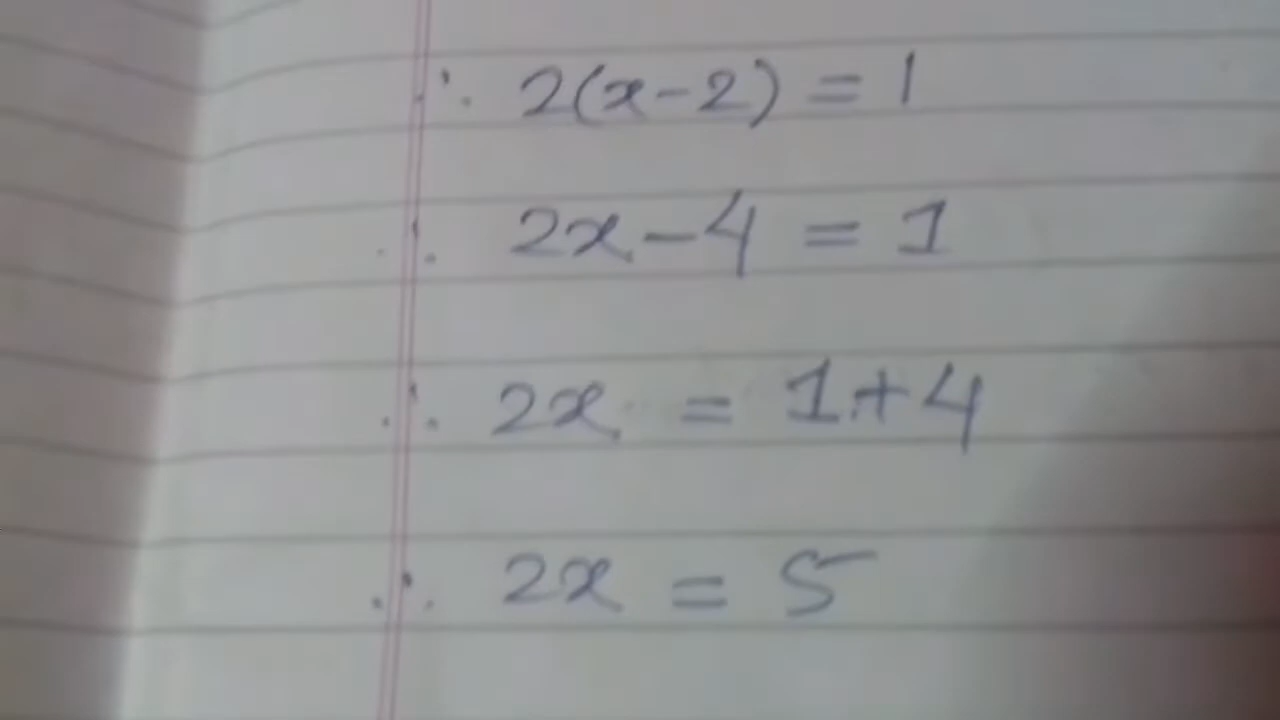 ∴ 2(x-2) = 1
∴ 2x-4 = 1
∴ 2x = 1+4
∴ 2x = 5